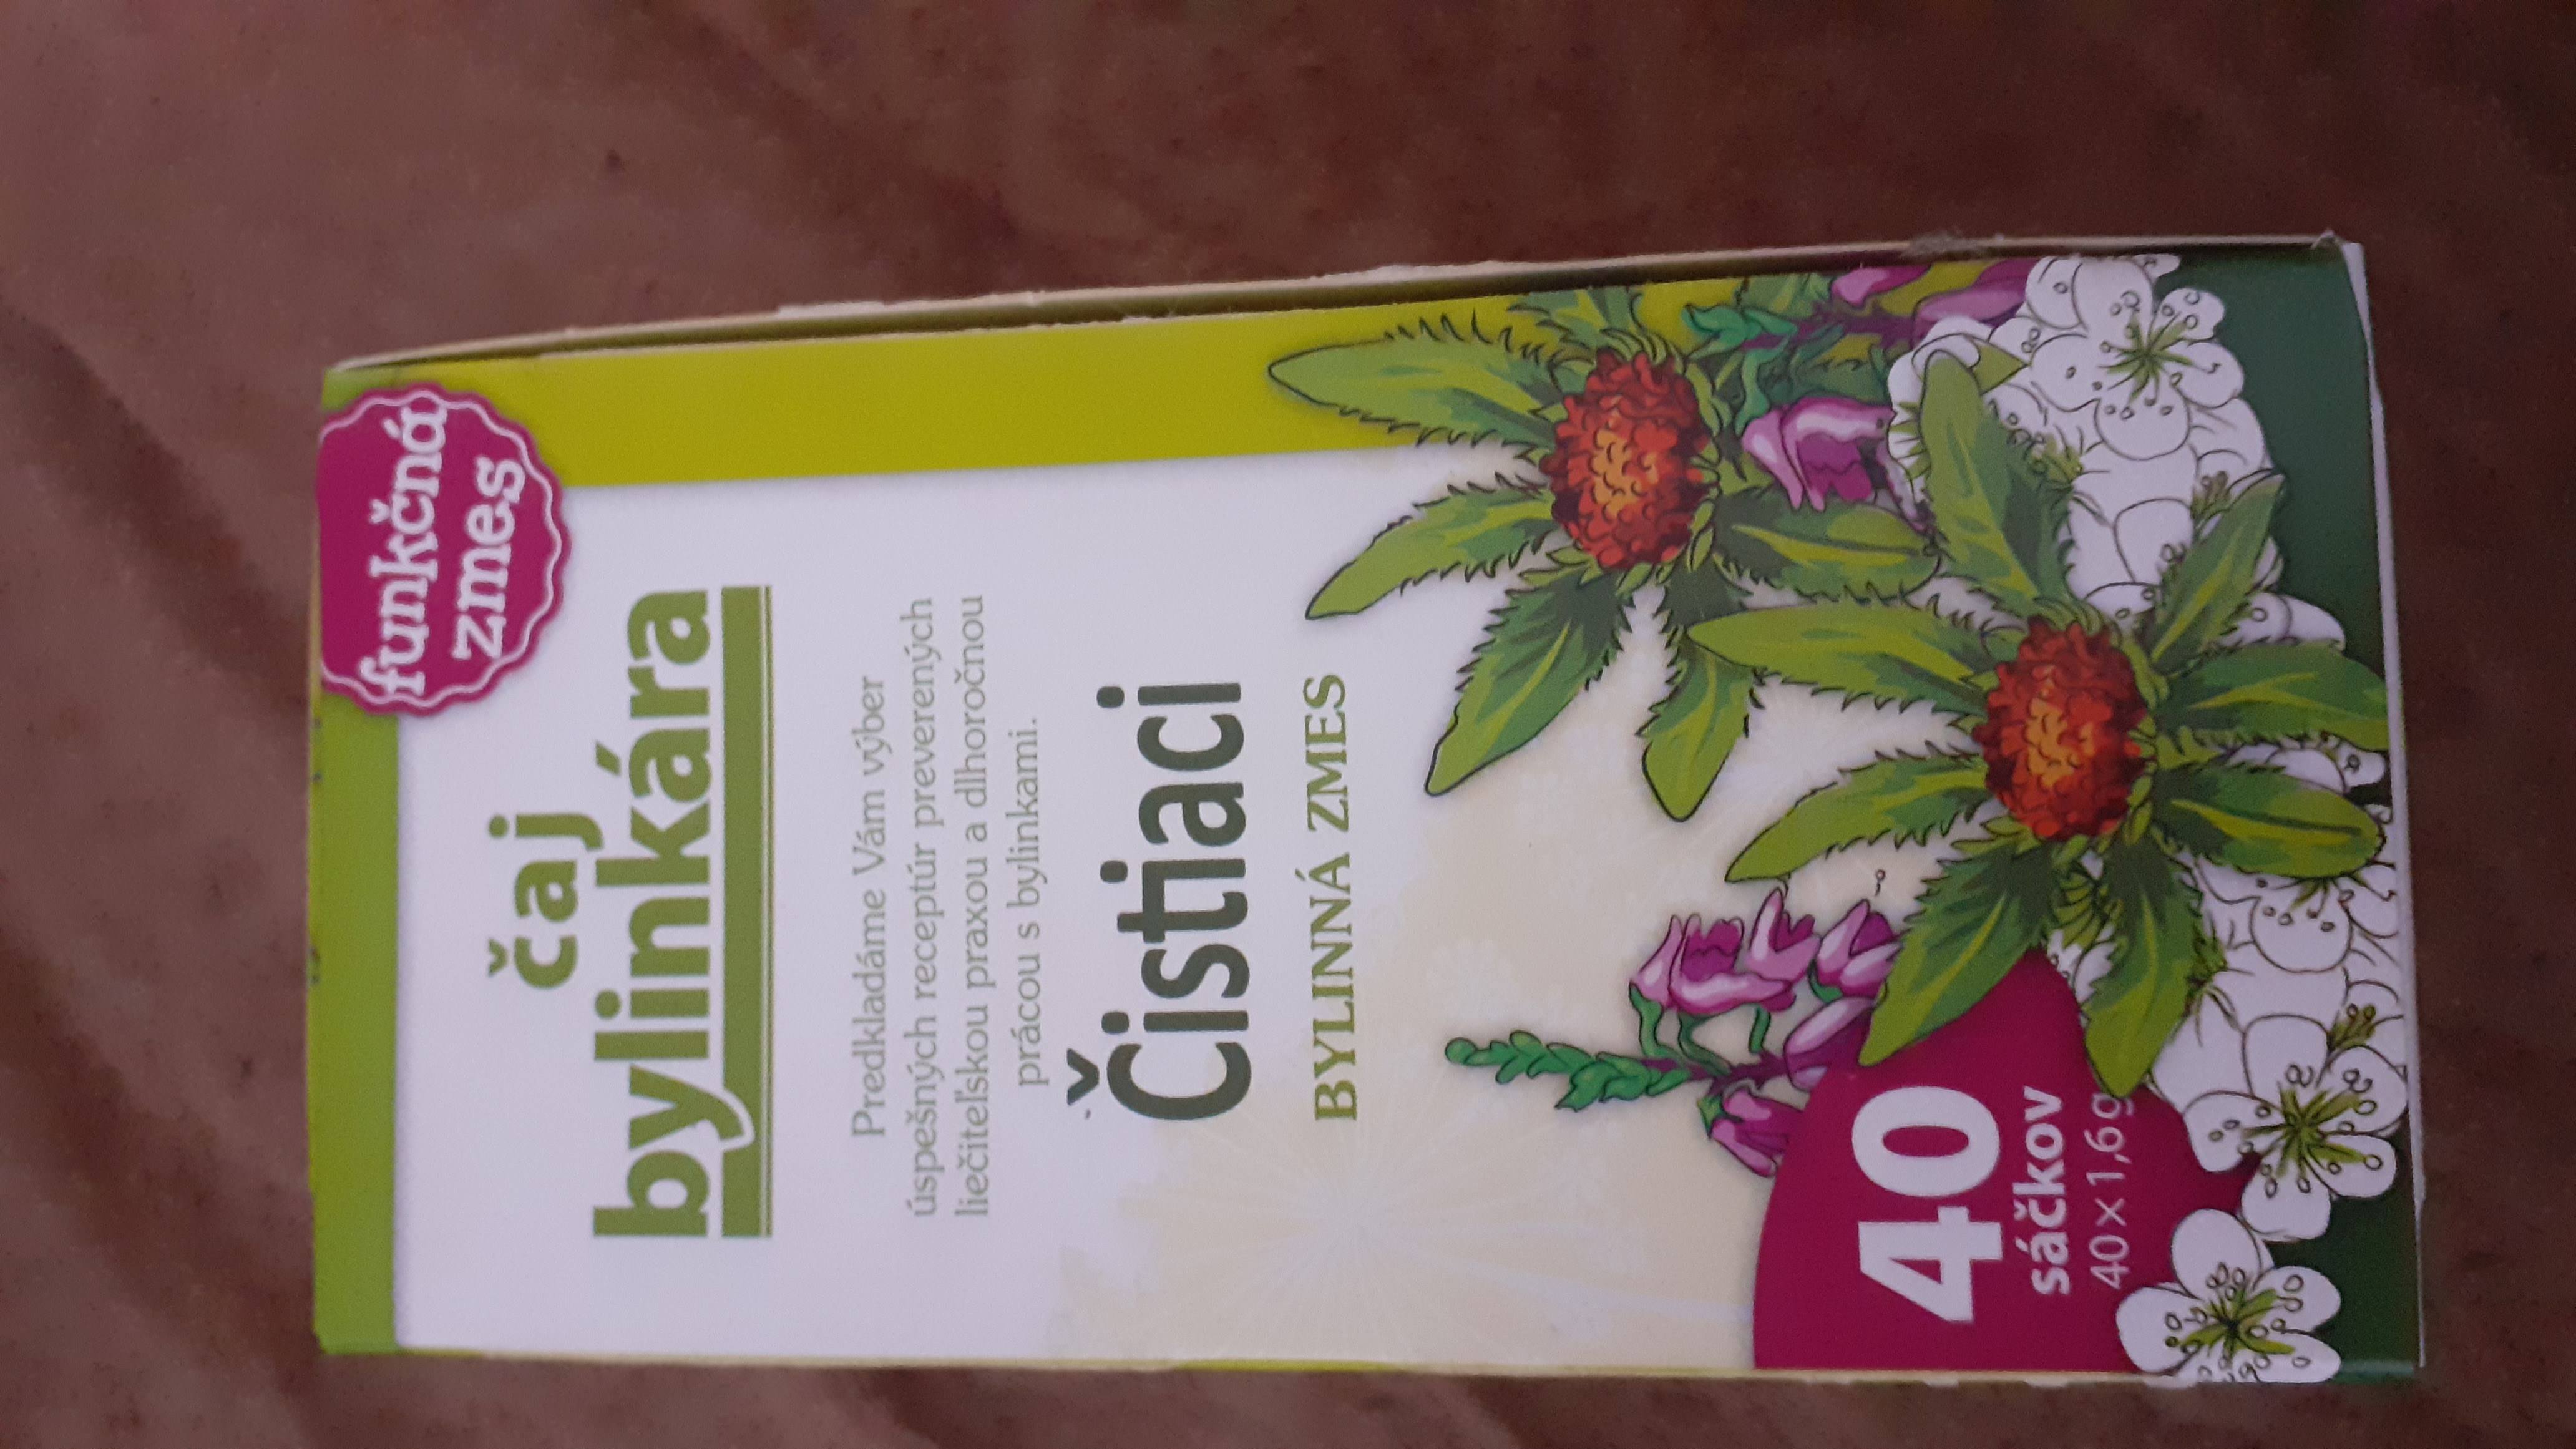 funkčná
zmes
čaj
bylinkára
Predkladáme Vám výber
úspešných receptúr preverených
liečiteľskou praxou a dlhoročnou
prácou s bylinkami.
Čistiaci
BYLINNÁ ZMES
40
sáčkov
40 × 1,6 g